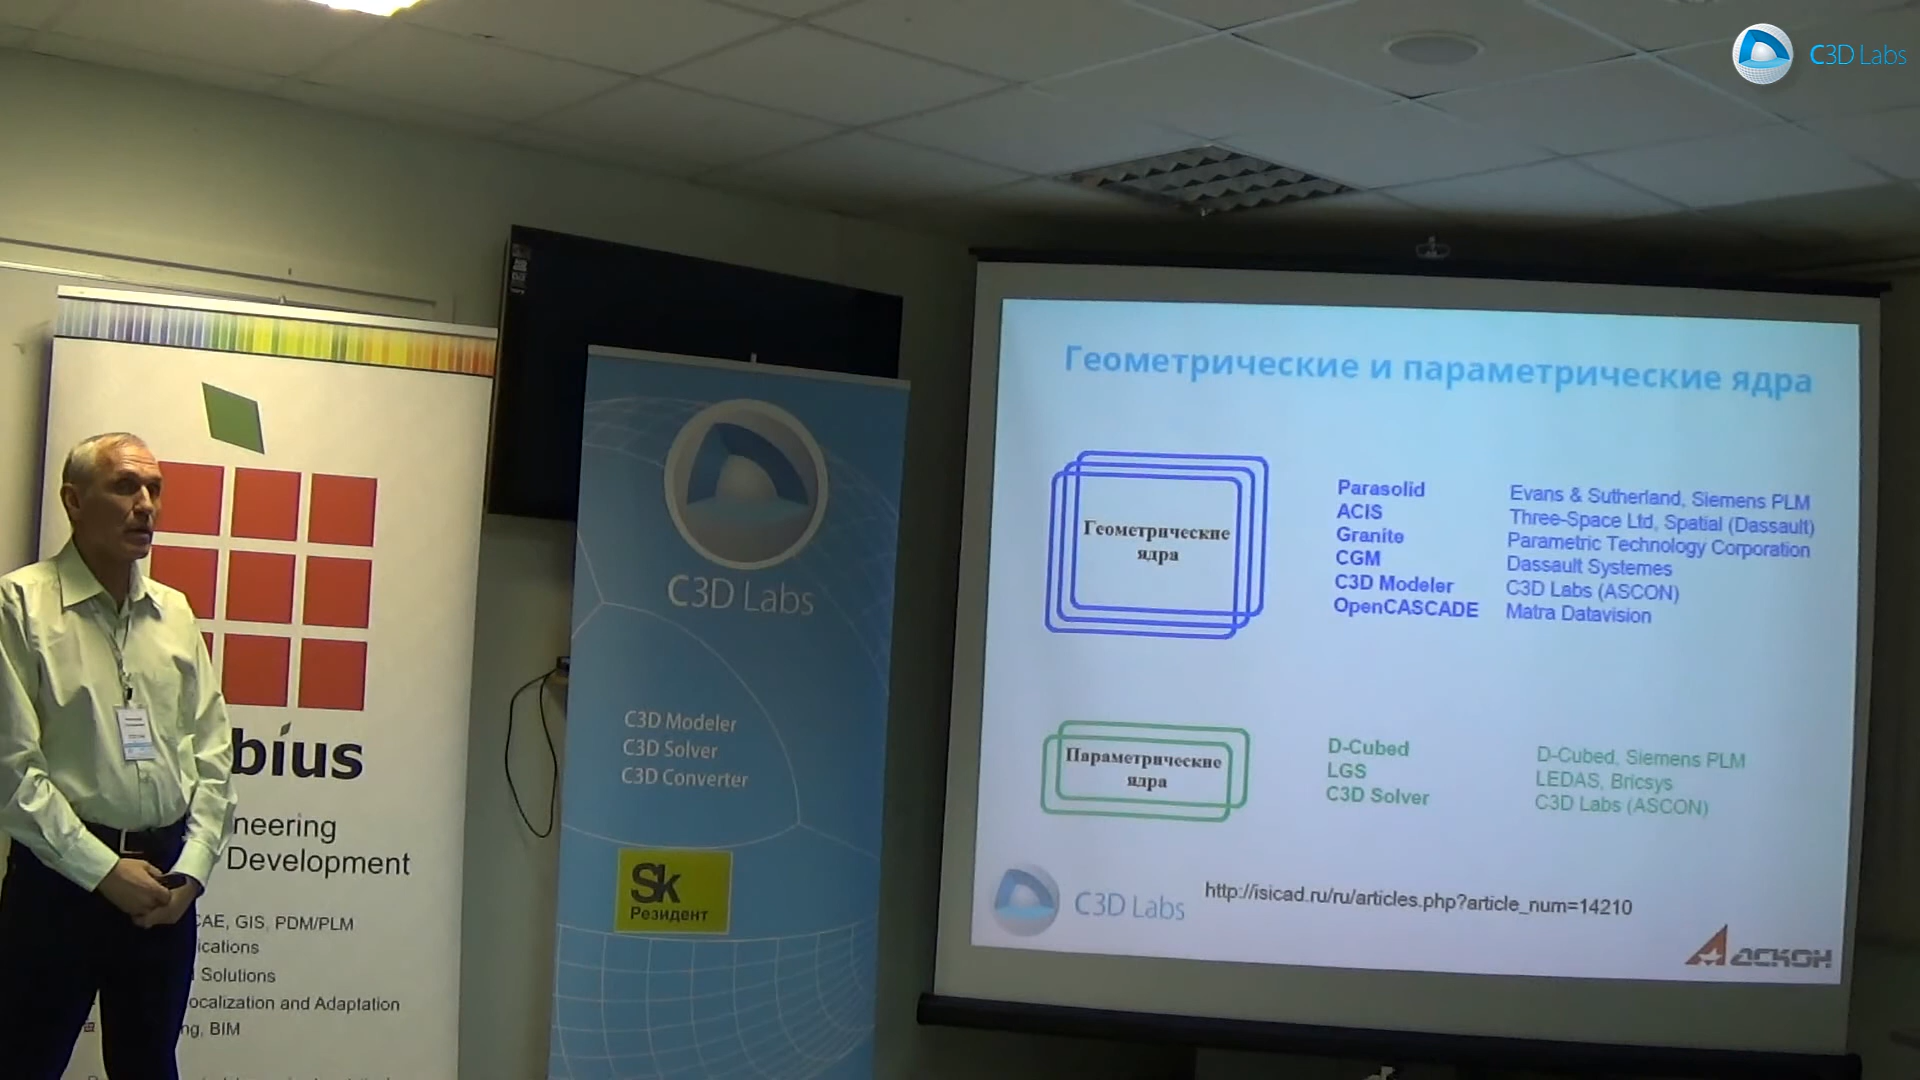 C3D Labs
bius
neering
Development
CAE, GIS, PDM/PLM
ications
Solutions
ocalization and Adaptation
ng, BIM
C3D Labs
C3D Modeler
C3D Solver
C3D Converter
Sk
Резидент
Геометрические и параметрические ядра
Геометрические
ядра
Parasolid Evans & Sutherland, Siemens PLM
ACIS Three-Space Ltd, Spatial (Dassault)
Granite Parametric Technology Corporation
CGM Dassault Systemes
C3D Modeler C3D Labs (ASCON)
OpenCASCADE Matra Datavision
Параметрические
ядра
D-Cubed D-Cubed, Siemens PLM
LGS LEDAS, Bricsys
C3D Solver C3D Labs (ASCON)
C3D Labs
http://isicad.ru/ru/articles.php?article_num=14210
АСКОН